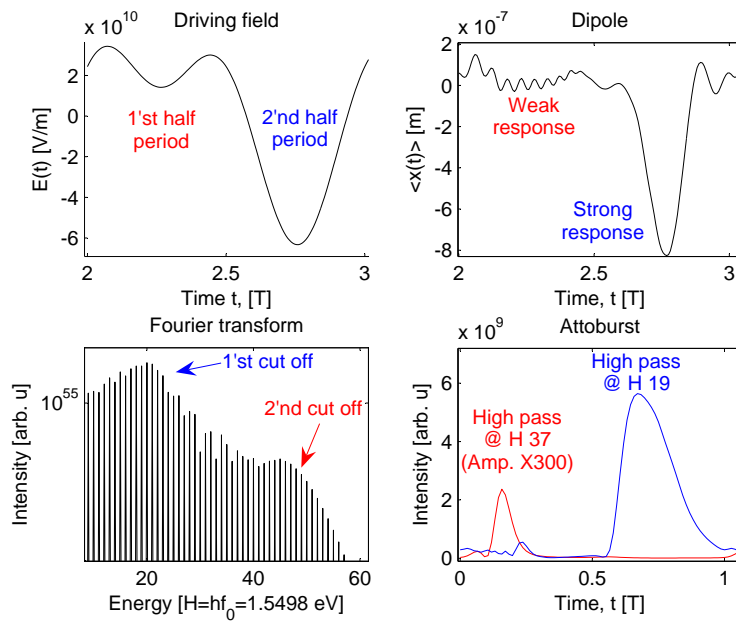 Driving field
x 10^10
E(t) [V/m]
2
0
-2
-4
-6
1'st half
period
2'nd half
period
2
2.5
3
Time t, [T]
Dipole
x 10^-7
<x(t)> [m]
2
0
-2
-4
-6
-8
Weak
response
Strong
response
2
2.5
3
Time, t [T]
Fourier transform
Intensity [arb. u]
10^55
1'st cut off
2'nd cut off
20
40
60
Energy [H=hf_0=1.5498 eV]
Attoburst
x 10^9
Intensity [arb. u]
6
4
2
0
High pass
@ H 19
High pass
@ H 37
(Amp. X300)
0
0.5
1
Time, t [T]